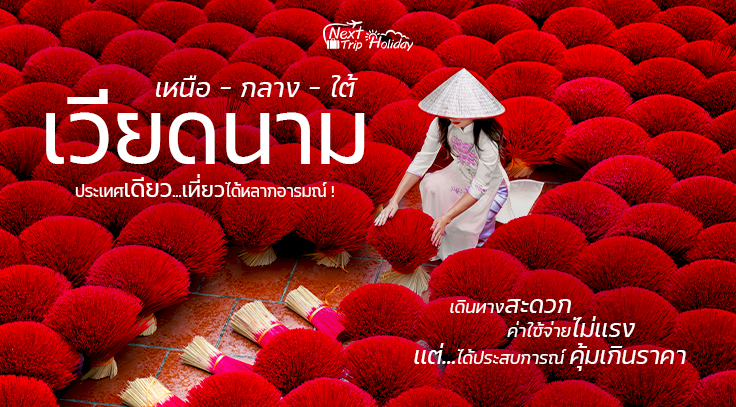 Next Trip Holiday
เหนือ - กลาง - ใต้
เวียดนาม
ประเทศเดียว...เที่ยวได้หลากอารมณ์ !
เดินทางสะดวก
ค่าใช้จ่ายไม่แรง
แต่...ได้ประสบการณ์ คุ้มเกินราคา